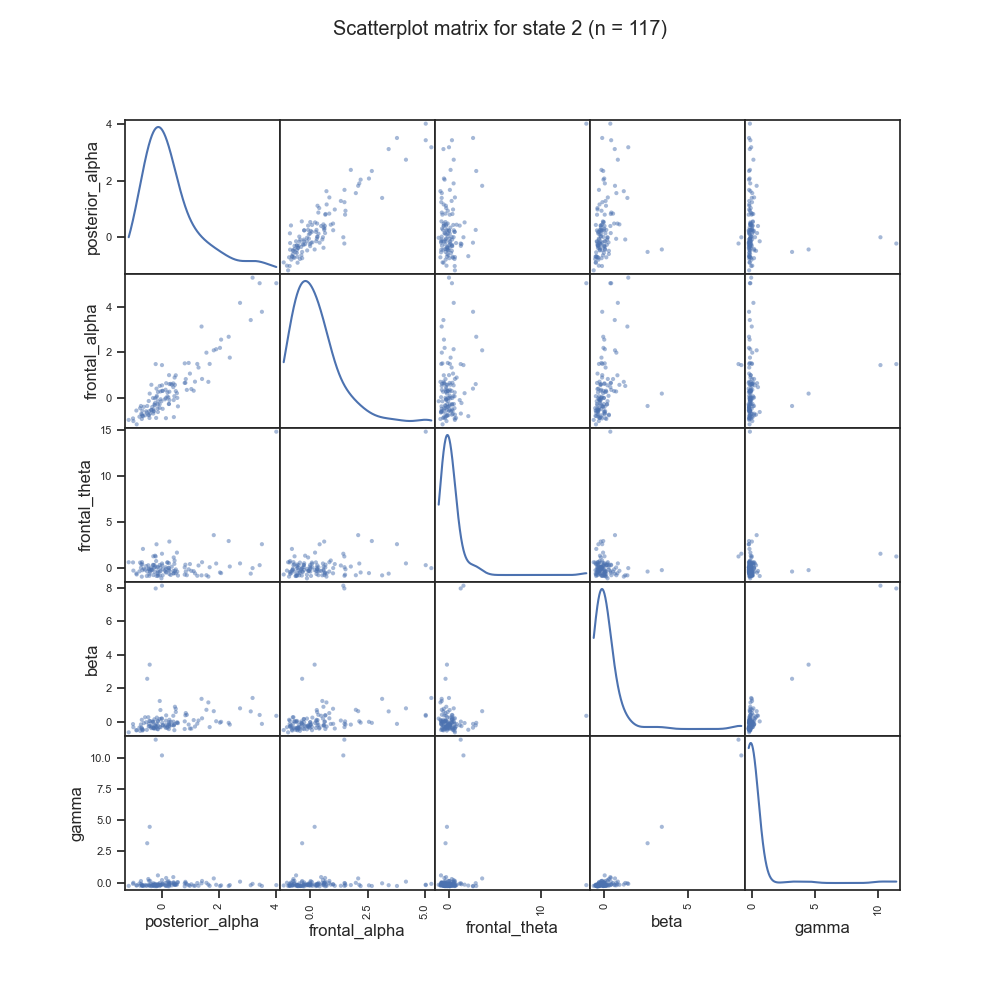 Scatterplot matrix for state 2 (n = 117)
posterior_alpha
4
2
0
frontal_alpha
4
2
0
frontal_theta
15
10
5
0
beta
8
6
4
2
0
gamma
10.0
7.5
5.0
2.5
0.0
0 2 4 0.0 2.5 5.0 0 10 0 5 0 5 10
posterior_alpha frontal_alpha frontal_theta beta gamma